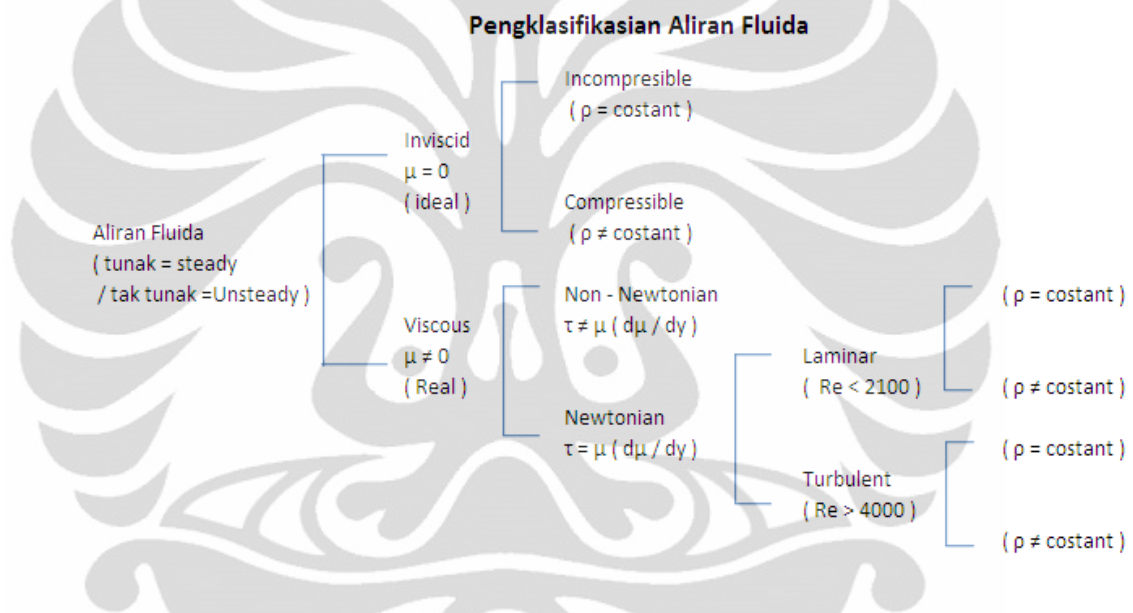 Pengklasifikasian Aliran Fluida
Incompresible
( ρ = costant )
Inviscid
μ = 0
( ideal )
Compressible
( ρ ≠ costant )
Aliran Fluida
( tunak = steady
/ tak tunak =Unsteady )
Non - Newtonian
τ ≠ μ ( dμ / dy )
( ρ = costant )
Viscous
μ ≠ 0
( Real )
Laminar
( Re < 2100 )
( ρ ≠ costant )
Newtonian
τ = μ ( dμ / dy )
( ρ = costant )
Turbulent
( Re > 4000 )
( ρ ≠ costant )